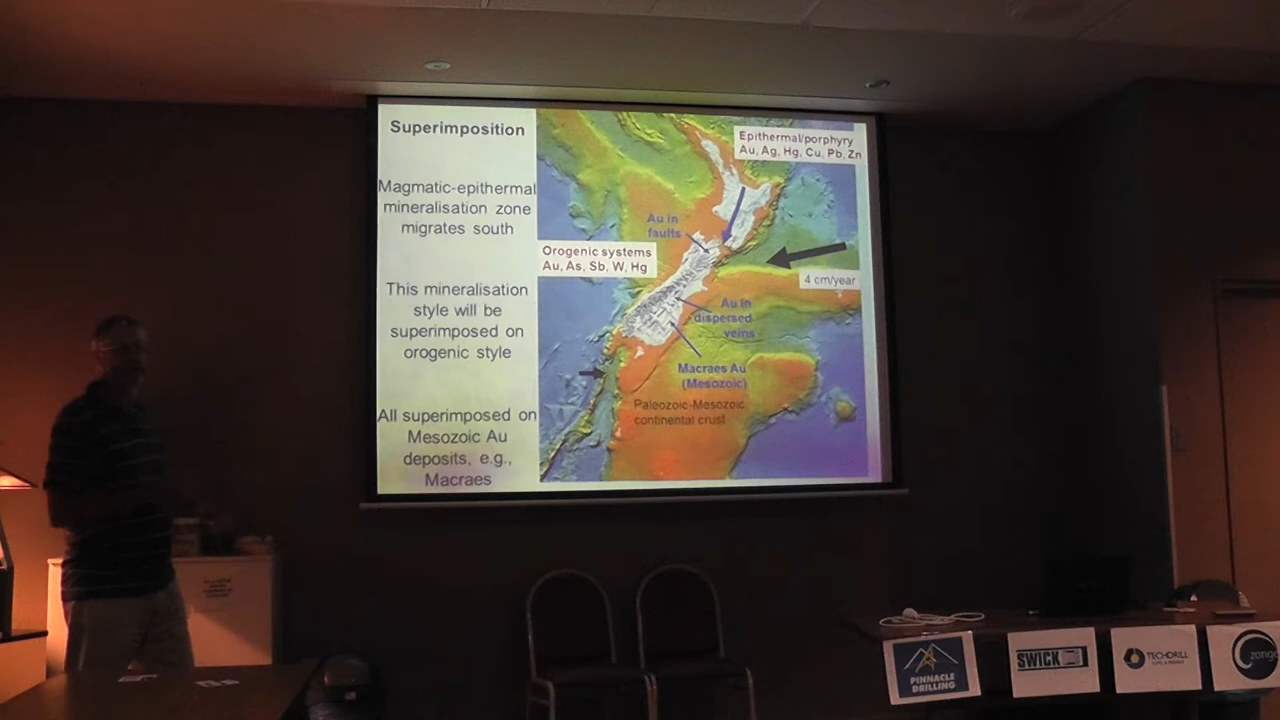 Superimposition
Magmatic-epithermal
mineralisation zone
migrates south
This mineralisation
style will be
superimposed on
orogenic style
All superimposed on
Mesozoic Au
deposits, e.g.,
Macraes
Epithermal/porphyry
Au, Ag, Hg, Cu, Pb, Zn
Au in
faults
Orogenic systems
Au, As, Sb, W, Hg
4 cm/year
Au in
dispersed
veins
Macraes Au
(Mesozoic)
Paleozoic-Mesozoic
continental crust
PINNACLE
DRILLING
SWICK
TECHDRILL
zonge